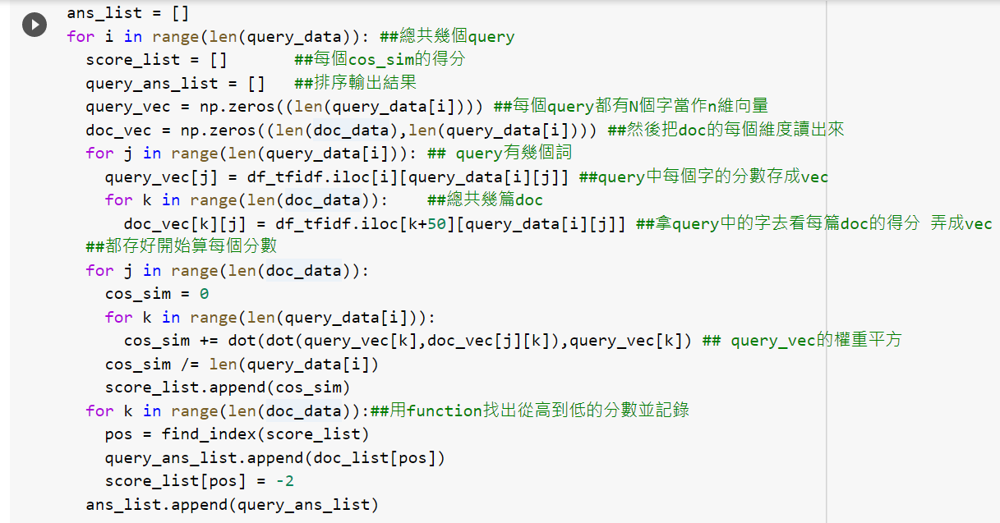 ans_list = []
for i in range(len(query_data)): ##總共幾個query
  score_list = []       ##每個cos_sim的得分
  query_ans_list = []   ##排序輸出結果
  query_vec = np.zeros((len(query_data[i]))) ##每個query都有N個字當作n維向量
  doc_vec = np.zeros((len(doc_data),len(query_data[i]))) ##然後把doc的每個維度讀出來
  for j in range(len(query_data[i])): ## query有幾個詞
    query_vec[j] = df_tfidf.iloc[i][query_data[i][j]] ##query中每個字的分數存成vec
    for k in range(len(doc_data)):    ##總共幾篇doc
      doc_vec[k][j] = df_tfidf.iloc[k+50][query_data[i][j]] ##拿query中的字去看每篇doc的得分 弄成vec
  ##都存好開始算每個分數
  for j in range(len(doc_data)):
    cos_sim = 0
    for k in range(len(query_data[i])):
      cos_sim += dot(dot(query_vec[k],doc_vec[j][k]),query_vec[k]) ## query_vec的權重平方
    cos_sim /= len(query_data[i])
    score_list.append(cos_sim)
  for k in range(len(doc_data)):##用function找出從高到低的分數並記錄
    pos = find_index(score_list)
    query_ans_list.append(doc_list[pos])
    score_list[pos] = -2
  ans_list.append(query_ans_list)